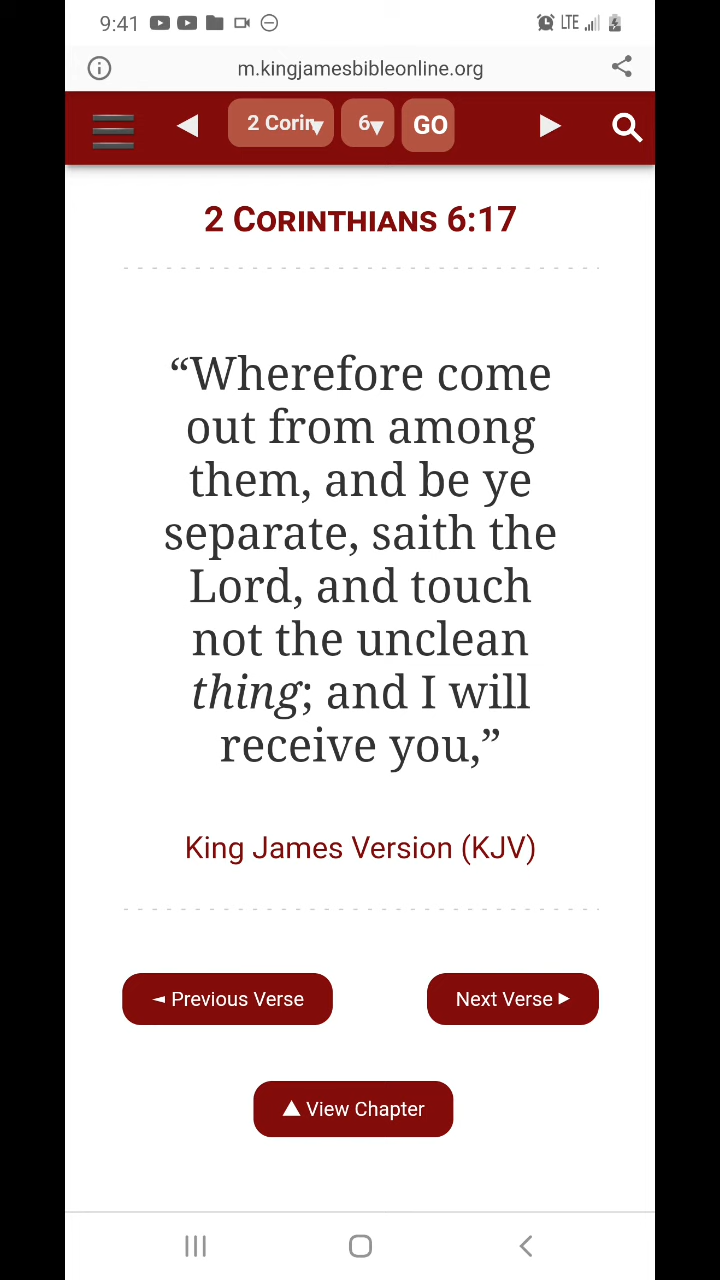 9:41 LTE
m.kingjamesbibleonline.org
2 Corin 6 GO
2 CORINTHIANS 6:17
“Wherefore come
out from among
them, and be ye
separate, saith the
Lord, and touch
not the unclean
thing; and I will
receive you,”
King James Version (KJV)
◄ Previous Verse Next Verse ►
▲ View Chapter